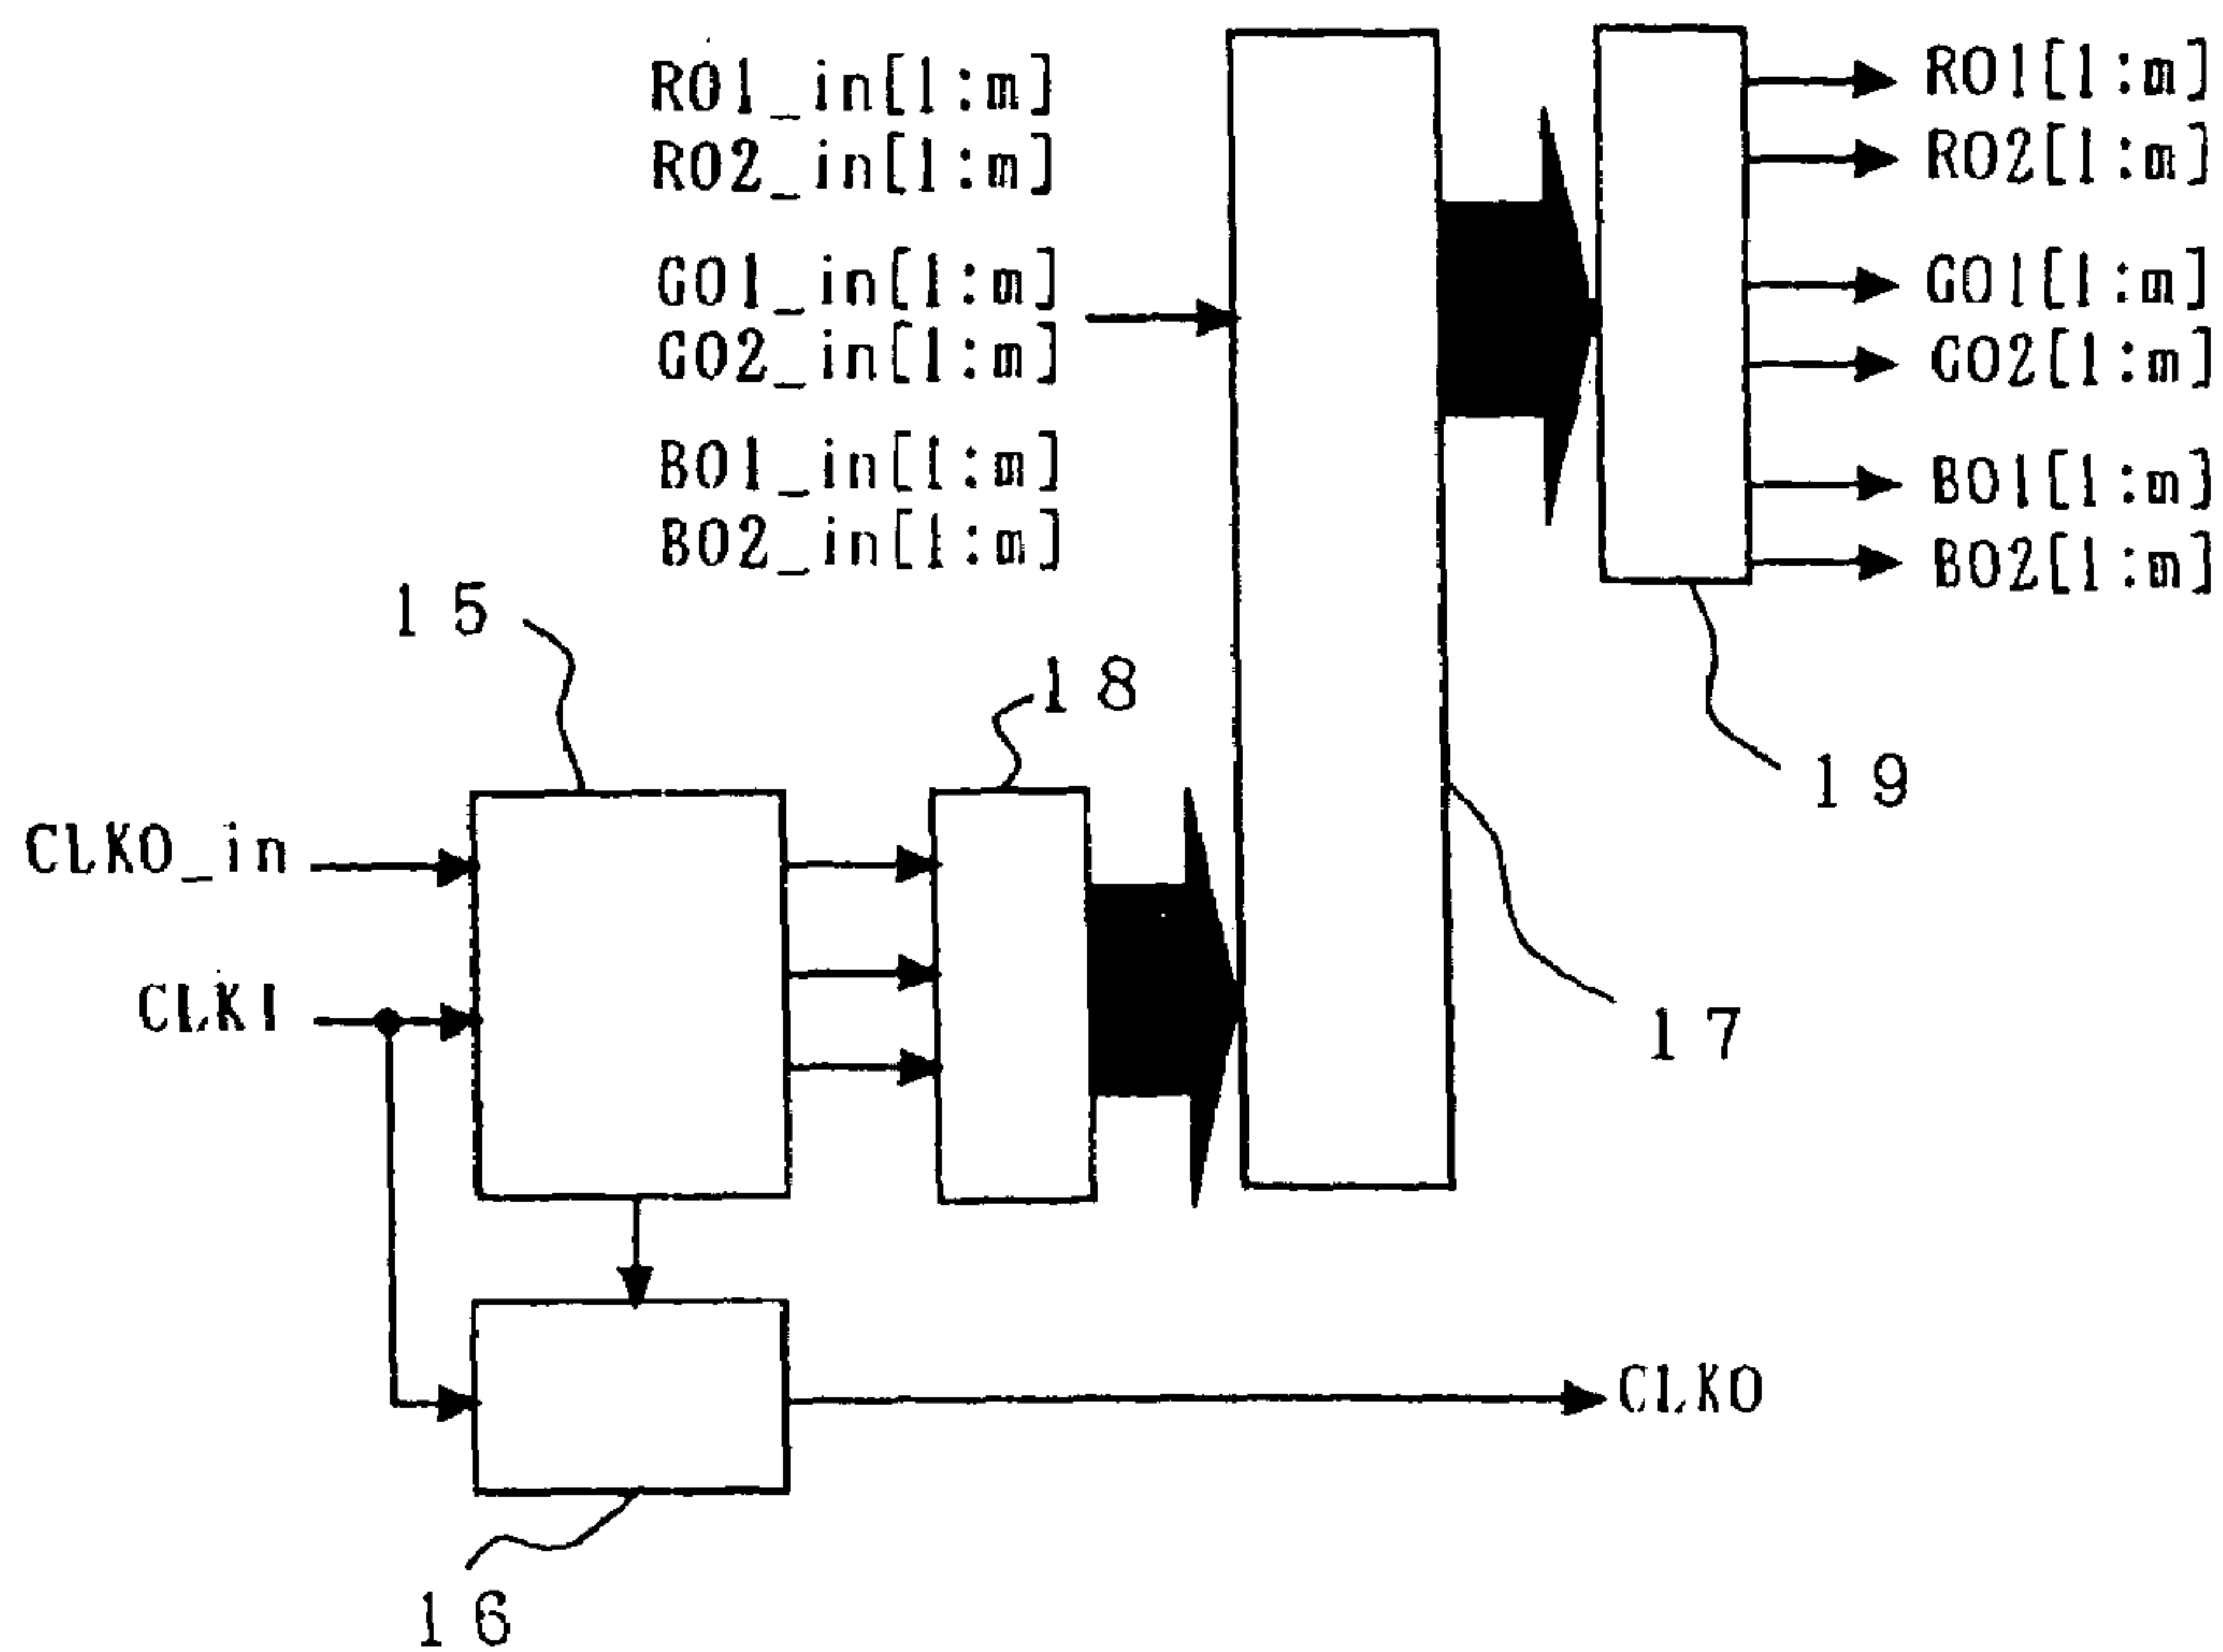 RO1_in[1:m]
RO2_in[1:m]
GO1_in[1:m]
GO2_in[1:m]
BO1_in[1:m]
BO2_in[1:m]
RO1[1:m]
RO2[1:m]
GO1[1:m]
GO2[1:m]
BO1[1:m]
BO2[1:m]
15
18
19
CLKO_in
CLKI
17
CLKO
16